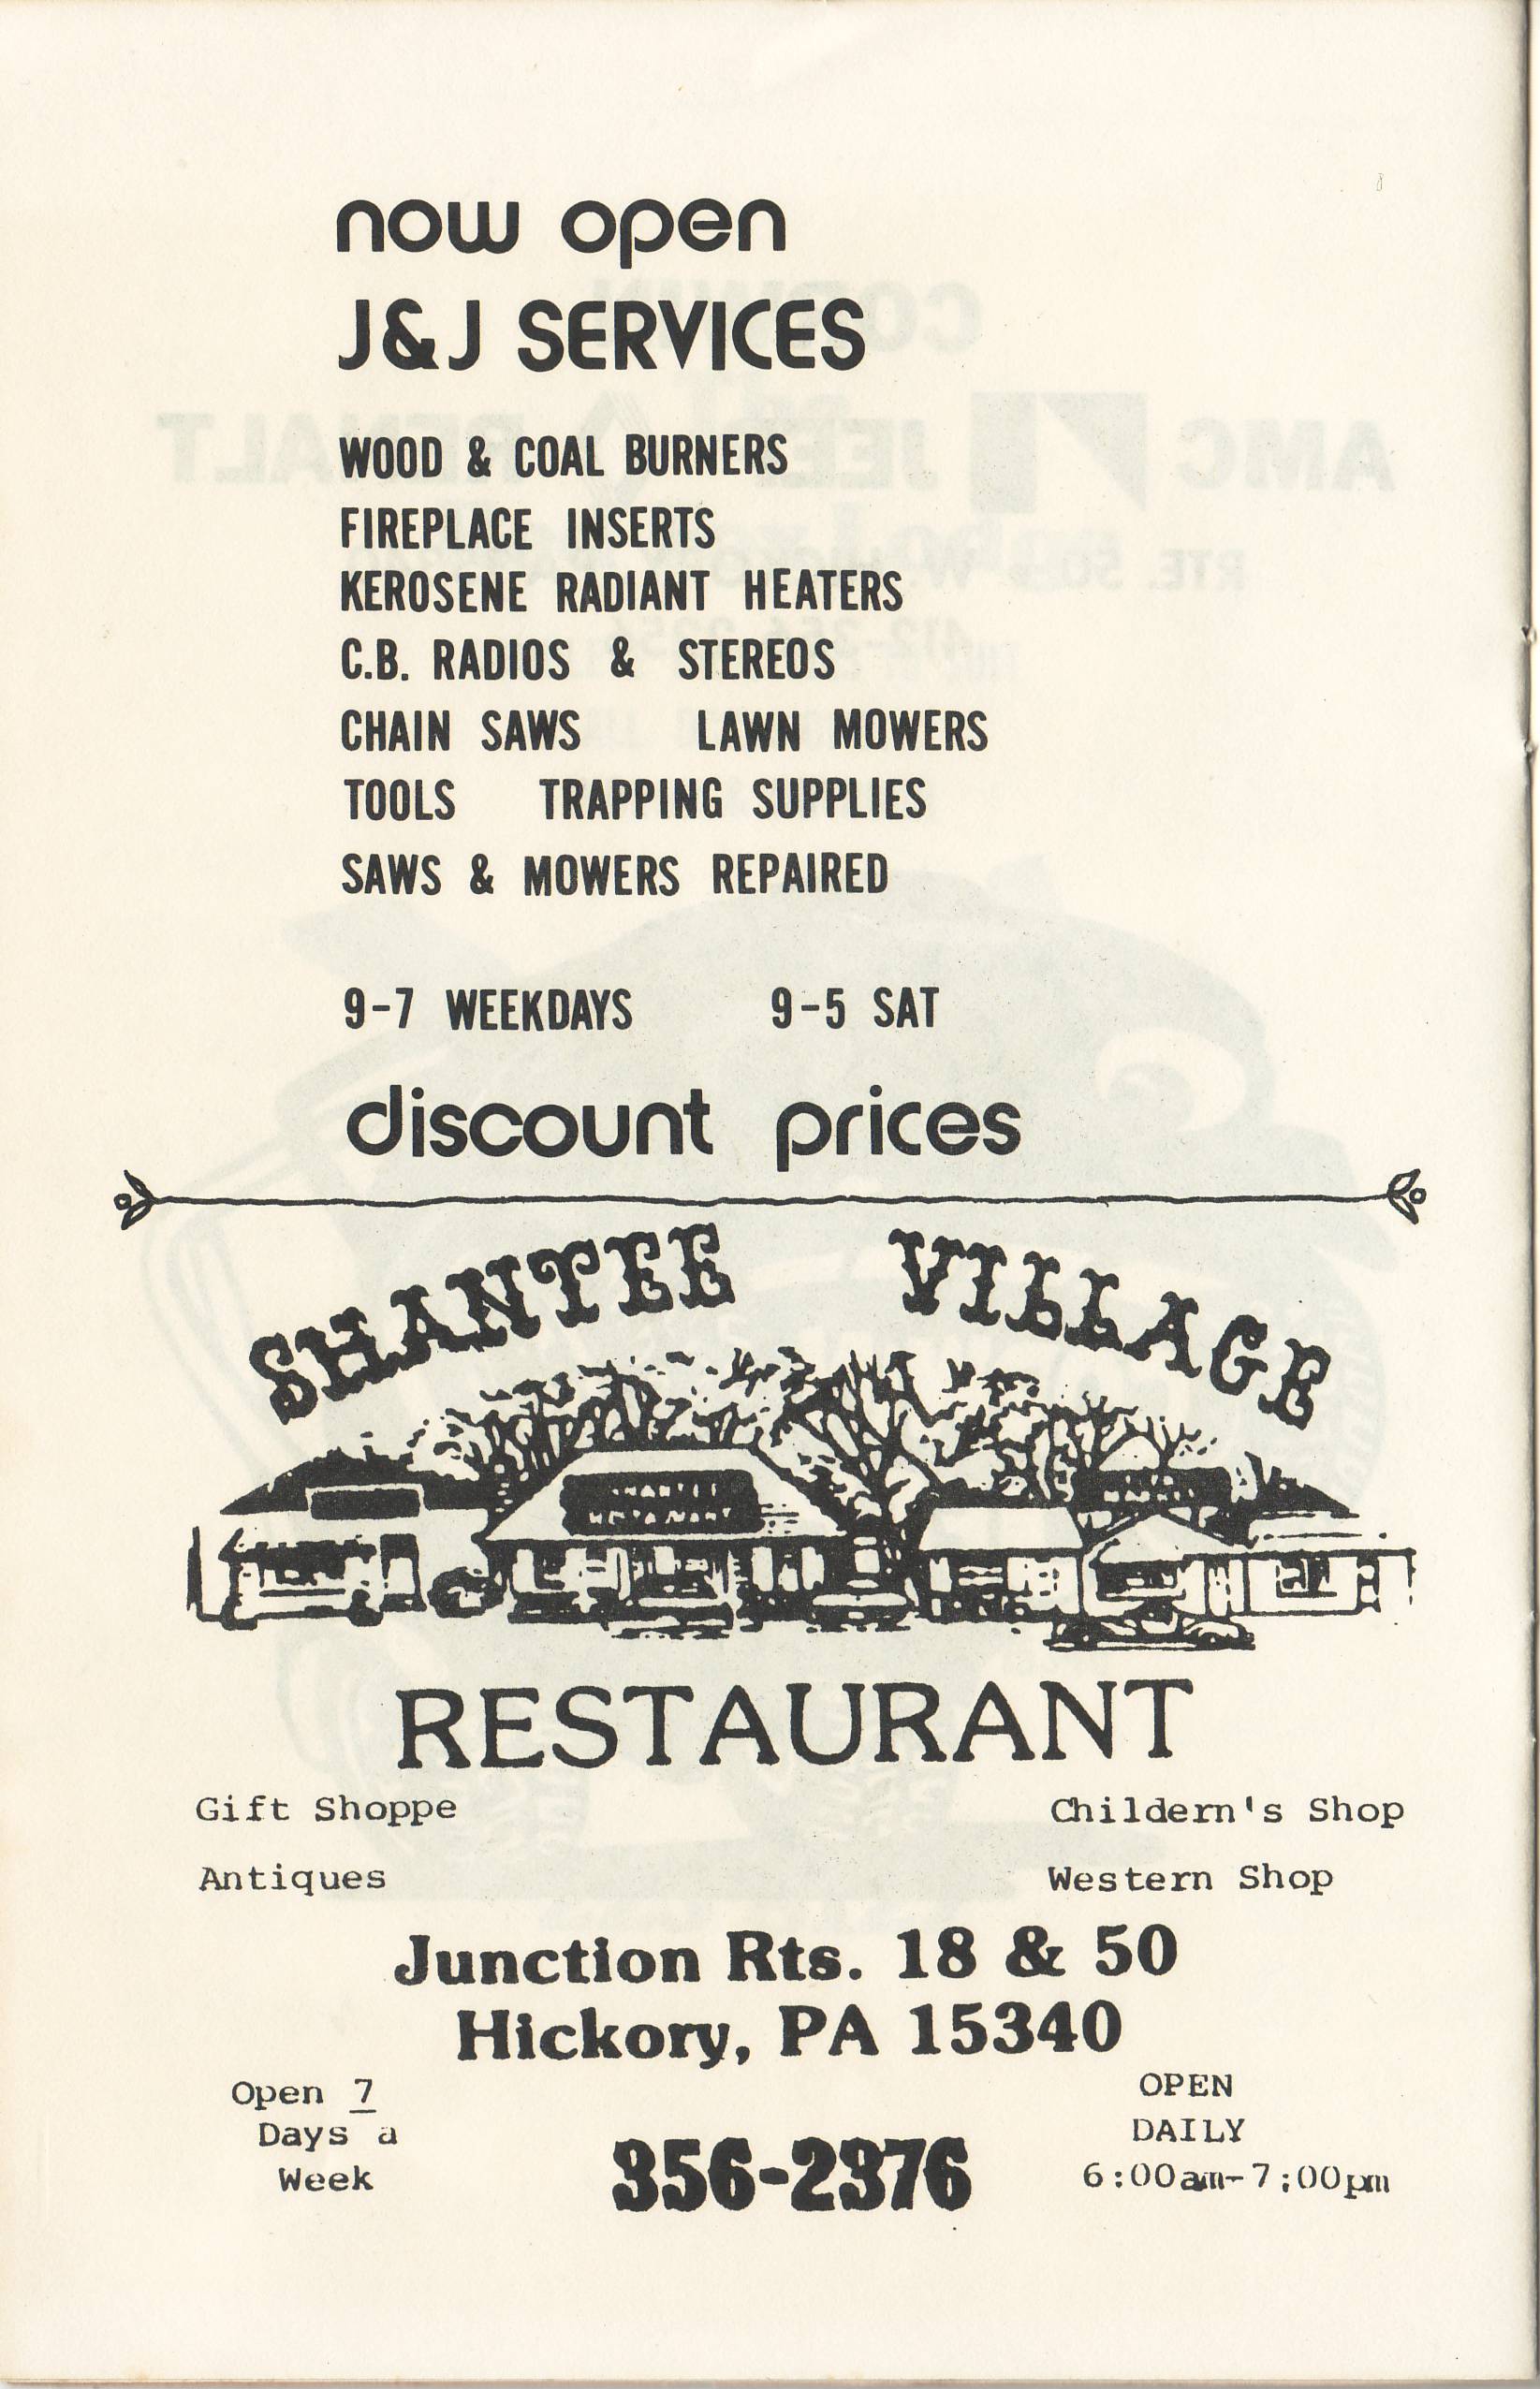 now open
J&J SERVICES
WOOD & COAL BURNERS
FIREPLACE INSERTS
KEROSENE RADIANT HEATERS
C.B. RADIOS & STEREOS
CHAIN SAWS LAWN MOWERS
TOOLS TRAPPING SUPPLIES
SAWS & MOWERS REPAIRED
9-7 WEEKDAYS 9-5 SAT
discount prices
SHANTEE VILLAGE
RESTAURANT
Gift Shoppe Childern's Shop
Antiques Western Shop
Junction Rts. 18 & 50
Hickory, PA 15340
Open 7
Days a
Week
356-2376
OPEN
DAILY
6:00am-7:00pm